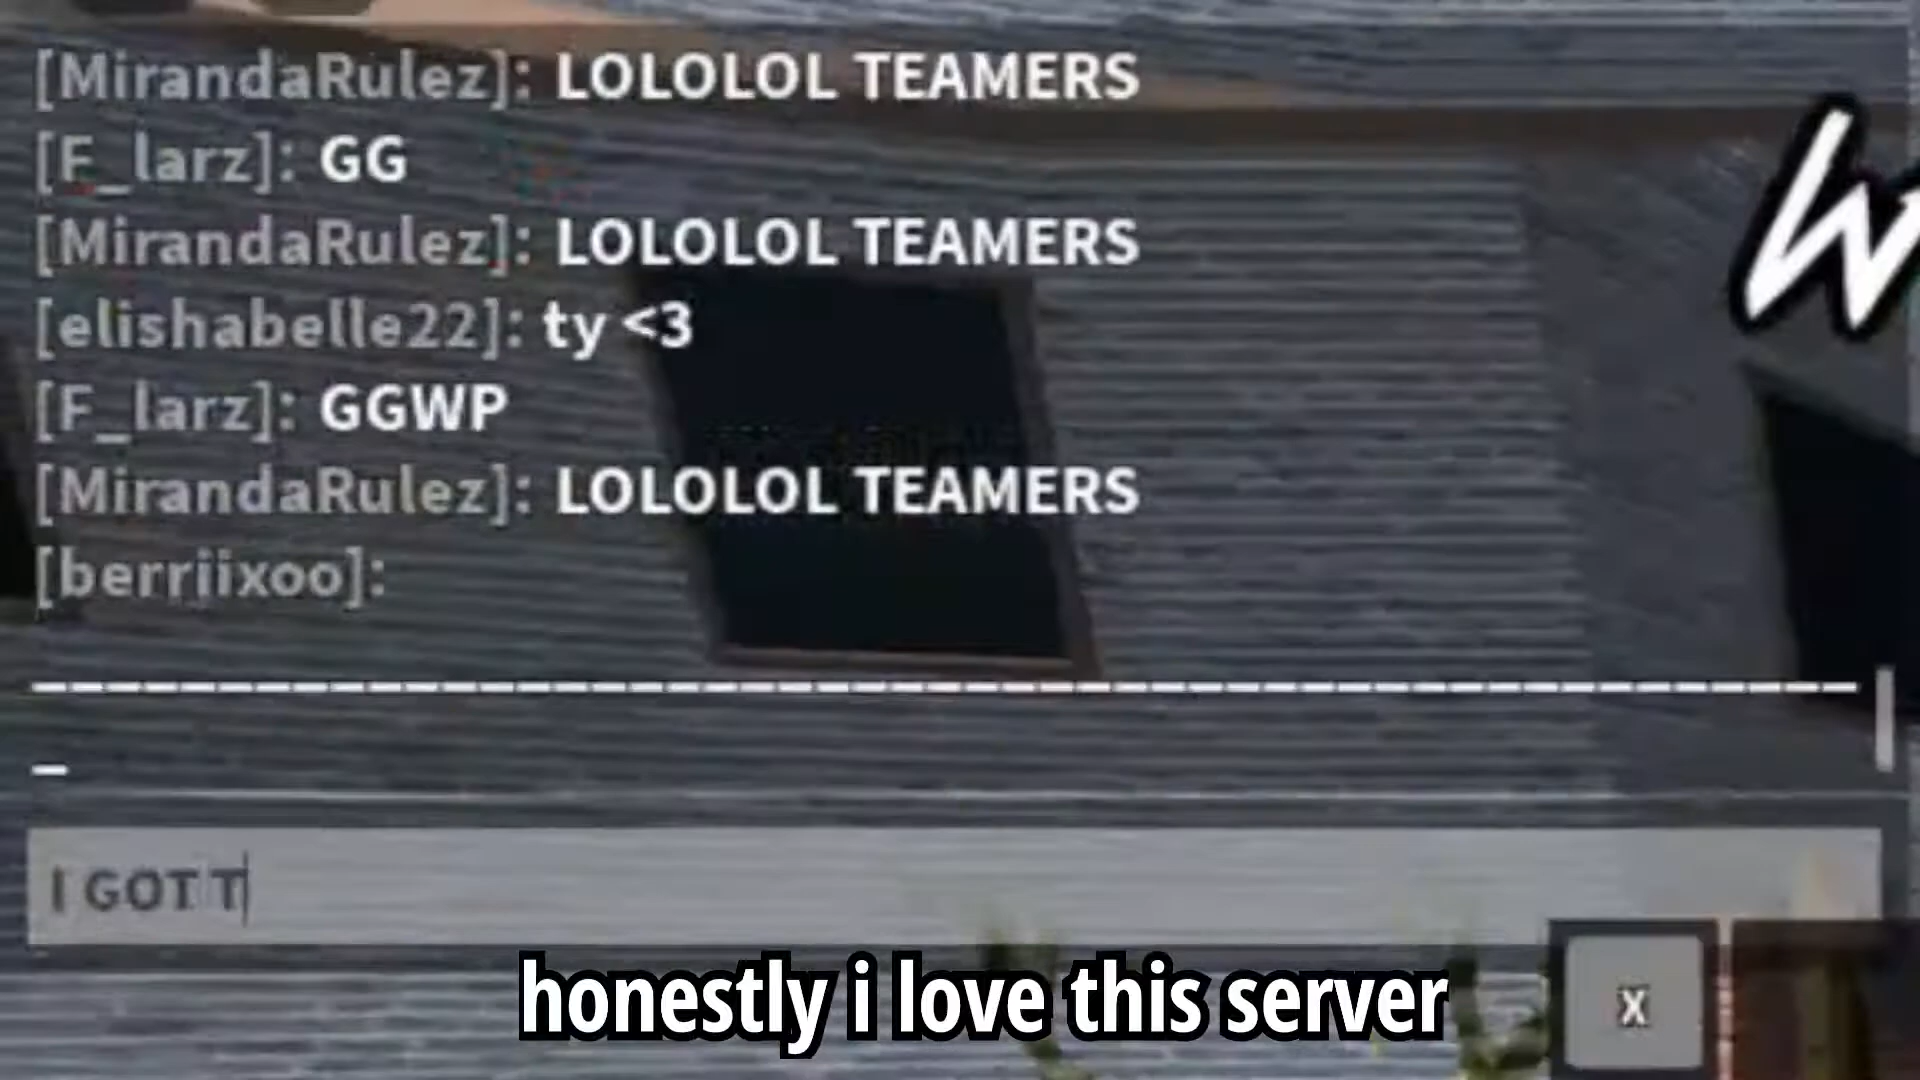 [MirandaRulez]: LOLOLOL TEAMERS
[F_larz]: GG
[MirandaRulez]: LOLOLOL TEAMERS
[elishabelle22]: ty <3
[F_larz]: GGWP
[MirandaRulez]: LOLOLOL TEAMERS
[berriixoo]:
I GOT T
honestly i love this server
X